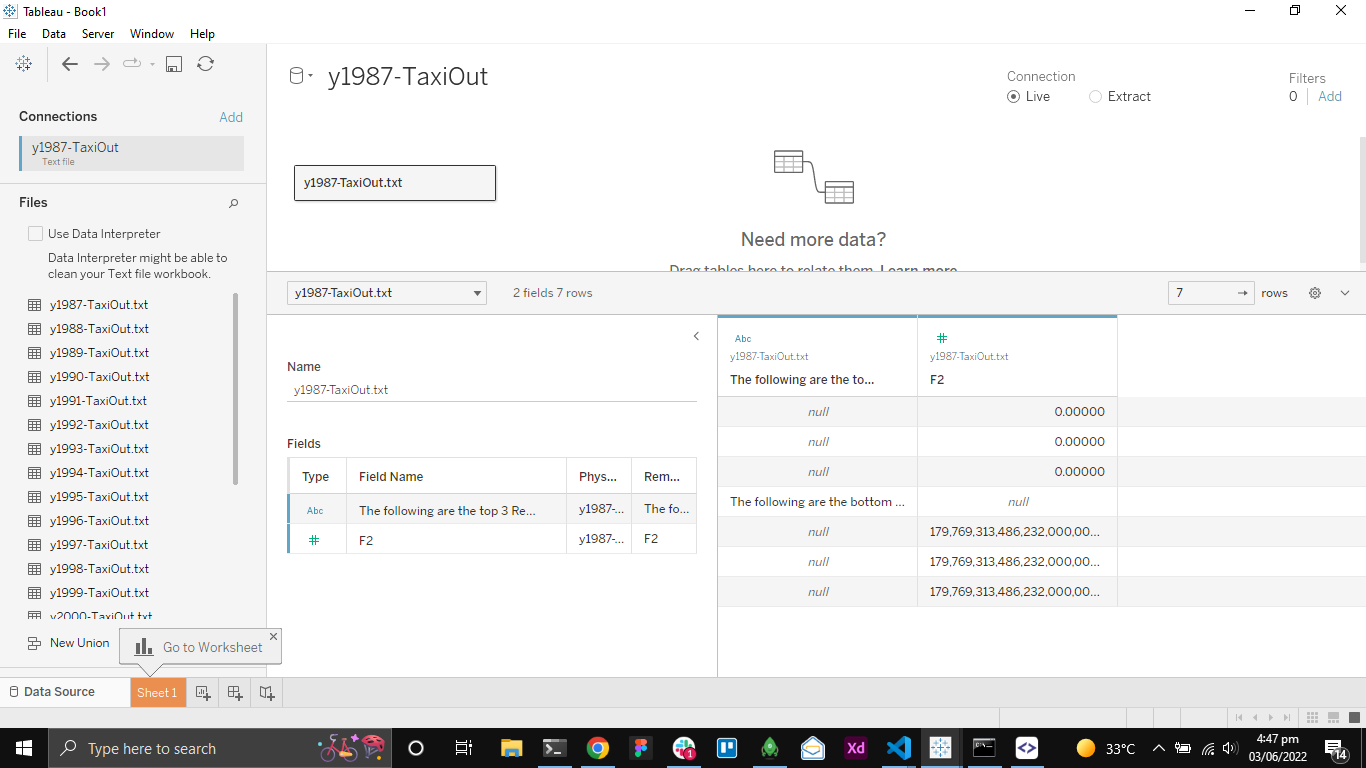 Tableau - Book1
File Data Server Window Help
y1987-TaxiOut
Connection
Live Extract
Filters
0 Add
Connections Add
y1987-TaxiOut
Text file
Files
Use Data Interpreter
Data Interpreter might be able to
clean your Text file workbook.
y1987-TaxiOut.txt
y1988-TaxiOut.txt
y1989-TaxiOut.txt
y1990-TaxiOut.txt
y1991-TaxiOut.txt
y1992-TaxiOut.txt
y1993-TaxiOut.txt
y1994-TaxiOut.txt
y1995-TaxiOut.txt
y1996-TaxiOut.txt
y1997-TaxiOut.txt
y1998-TaxiOut.txt
y1999-TaxiOut.txt
y2000-TaxiOut.txt
New Union
Go to Worksheet
y1987-TaxiOut.txt
Need more data?
Drag tables here to relate them. Learn more
y1987-TaxiOut.txt 2 fields 7 rows 7 rows
Name
y1987-TaxiOut.txt
Fields
Type Field Name Phys... Rem...
Abc The following are the top 3 Re... y1987-... The fo...
# F2 y1987-... F2
Abc #
y1987-TaxiOut.txt y1987-TaxiOut.txt
The following are the to... F2
null 0.00000
null 0.00000
null 0.00000
The following are the bottom ... null
null 179,769,313,486,232,000,00...
null 179,769,313,486,232,000,00...
null 179,769,313,486,232,000,00...
Data Source Sheet 1
Type here to search
1
Xd
33°C
4:47 pm
03/06/2022
14